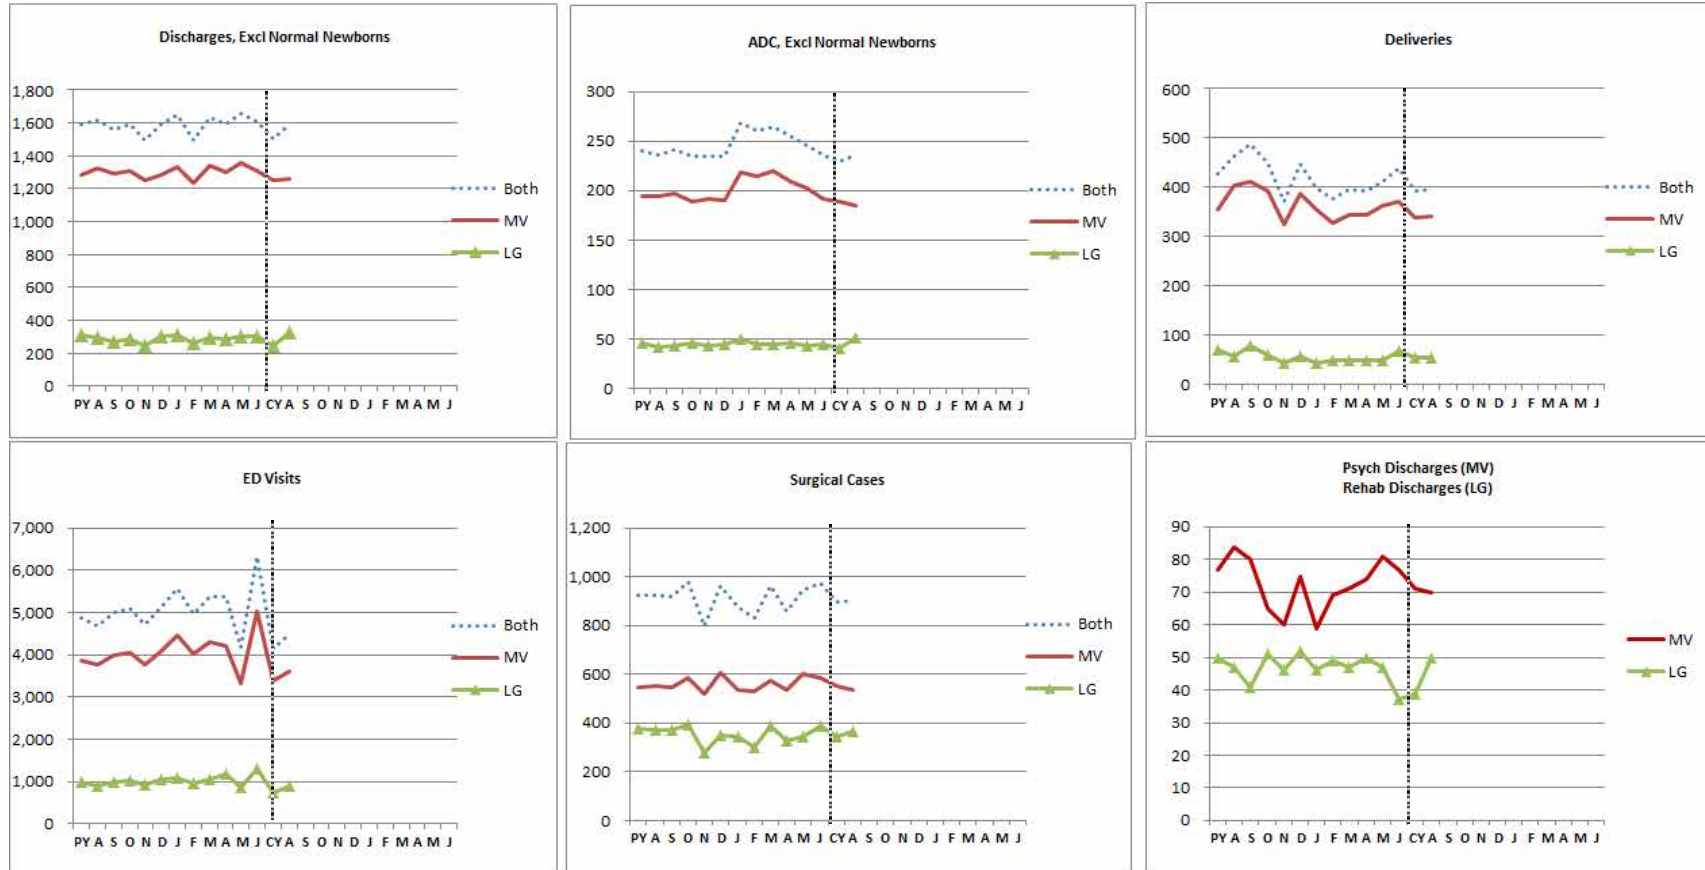 Discharges, Excl Normal Newborns
1,800
1,600
1,400
1,200
1,000
800
600
400
200
0
PY A S O N D J F M A M J CY A S O N D J F M A M J
Both
MV
LG
ADC, Excl Normal Newborns
300
250
200
150
100
50
0
PY A S O N D J F M A M J CY A S O N D J F M A M J
Both
MV
LG
Deliveries
600
500
400
300
200
100
0
PY A S O N D J F M A M J CY A S O N D J F M A M J
Both
MV
LG
ED Visits
7,000
6,000
5,000
4,000
3,000
2,000
1,000
0
PY A S O N D J F M A M J CY A S O N D J F M A M J
Both
MV
LG
Surgical Cases
1,200
1,000
800
600
400
200
0
PY A S O N D J F M A M J CY A S O N D J F M A M J
Both
MV
LG
Psych Discharges (MV)
Rehab Discharges (LG)
90
80
70
60
50
40
30
20
10
0
PY A S O N D J F M A M J CY A S O N D J F M A M J
MV
LG